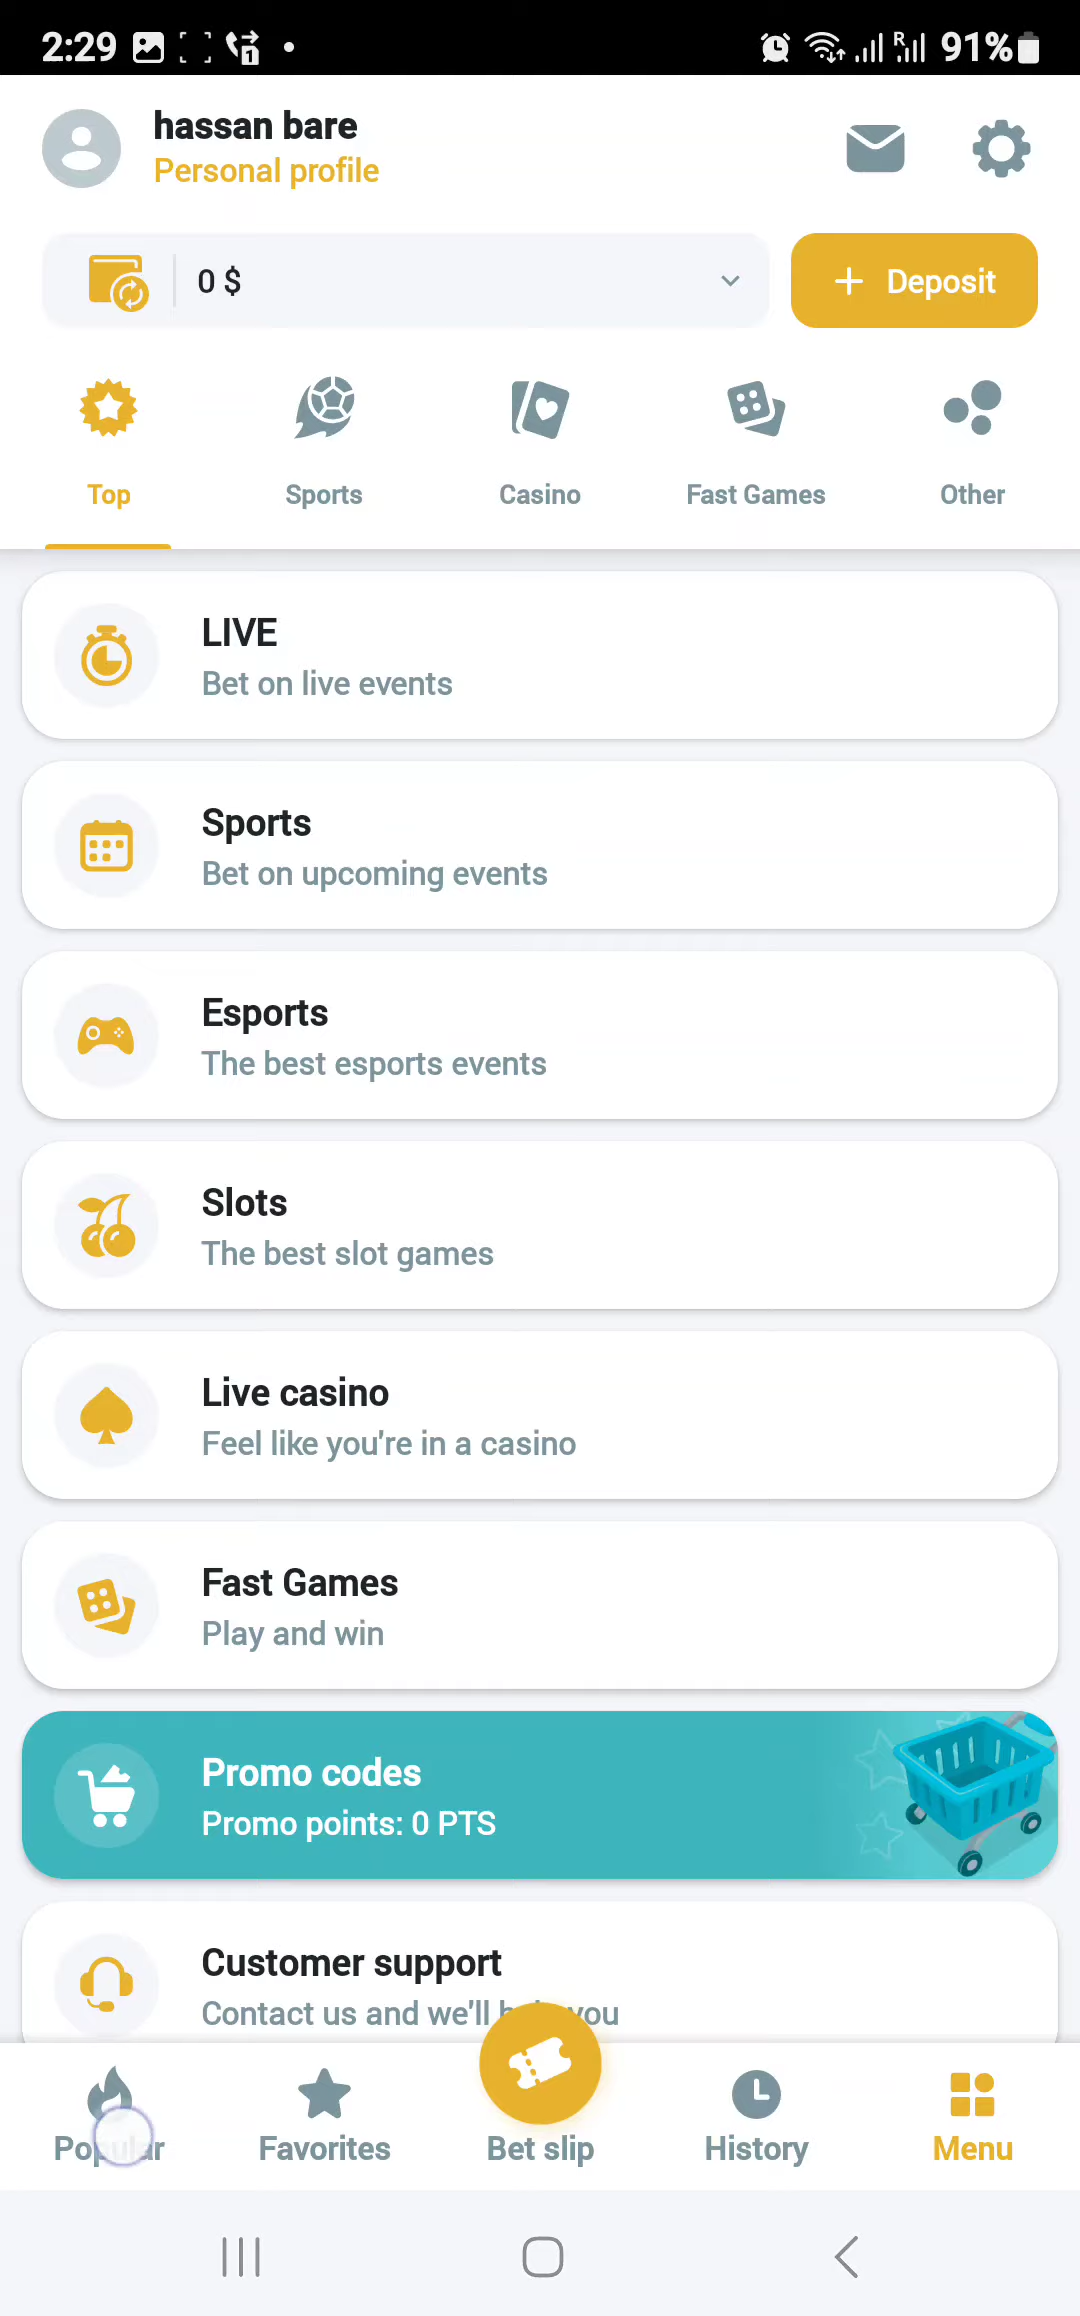 2:29
1
R
91%
hassan bare
Personal profile
0 $
+ Deposit
Top
Sports
Casino
Fast Games
Other
LIVE
Bet on live events
Sports
Bet on upcoming events
Esports
The best esports events
Slots
The best slot games
Live casino
Feel like you're in a casino
Fast Games
Play and win
Promo codes
Promo points: 0 PTS
Customer support
Contact us and we'll you
Popular
Favorites
Bet slip
History
Menu